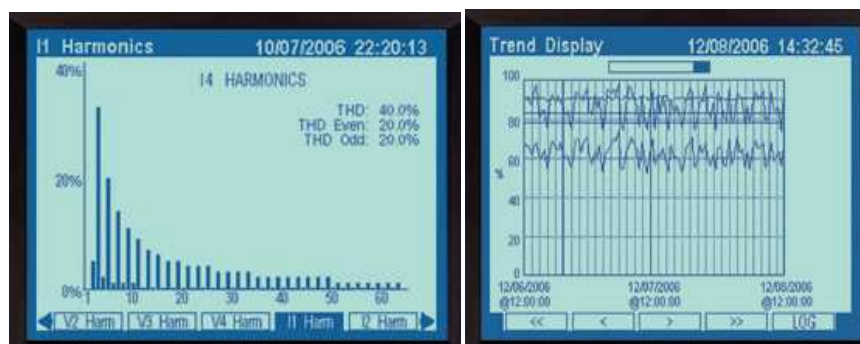 I1 Harmonics 10/07/2006 22:20:13
40%
I4 HARMONICS
THD: 40.0%
THD Even: 20.0%
THD Odd: 20.0%
20%
0%
1 10 20 30 40 50 60
V2 Harm V3 Harm V4 Harm I1 Harm I2 Harm
Trend Display 12/08/2006 14:32:45
100
80
60
%
40
20
0
12/06/2006 12/07/2006 12/08/2006
@12:00:00 @12:00:00 @12:00:00
<< < > >> LOG